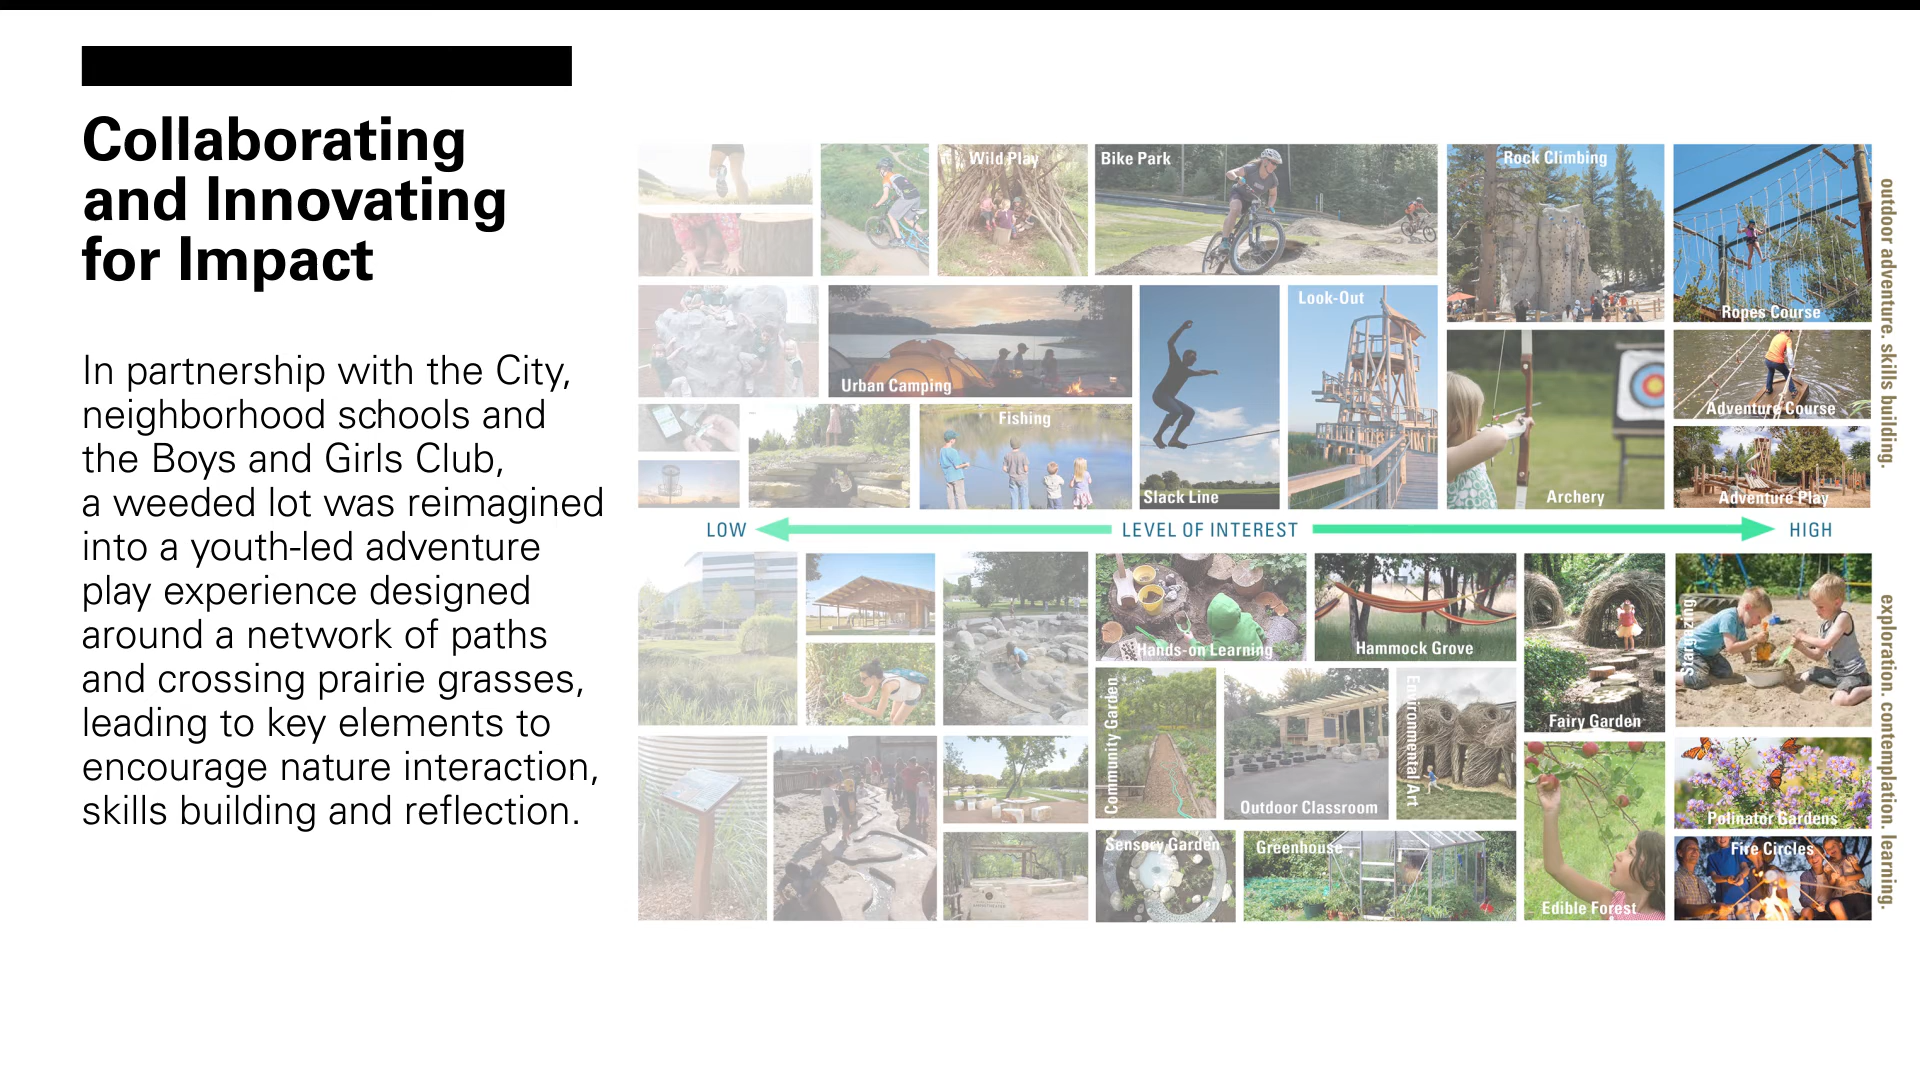 Collaborating
and Innovating
for Impact
In partnership with the City,
neighborhood schools and
the Boys and Girls Club,
a weeded lot was reimagined
into a youth-led adventure
play experience designed
around a network of paths
and crossing prairie grasses,
leading to key elements to
encourage nature interaction,
skills building and reflection.
Wild Play
Bike Park
Rock Climbing
Ropes Course
Urban Camping
Look-Out
Adventure Course
Fishing
Slack Line
Archery
Adventure Play
outdoor adventure. skills building.
LOW
LEVEL OF INTEREST
HIGH
Hands-on Learning
Hammock Grove
Fairy Garden
Stargazing
Community Garden
Outdoor Classroom
Environmental Art
Polinator Gardens
Sensory Garden
Greenhouse
Edible Forest
Fire Circles
exploration. contemplation. learning.